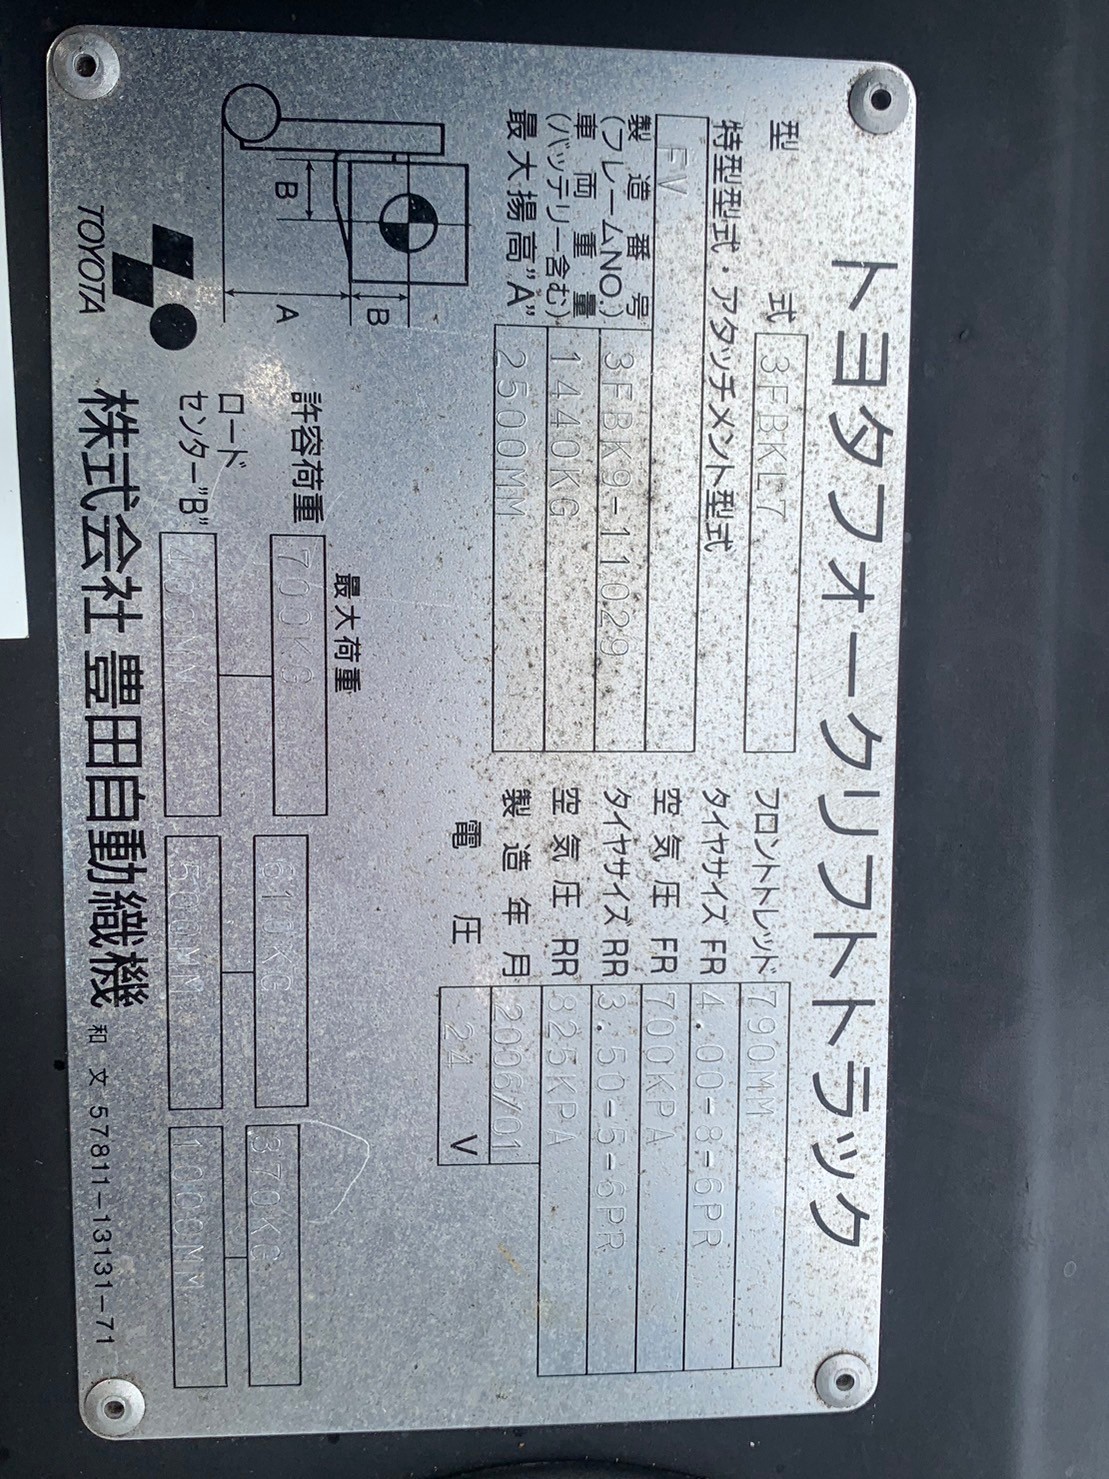 トヨタフォークリフトトラック
型式 3FBKL7
特型型式・アタッチメント型式
FV
製造番号(フレームNO.) 3FBK9-11029
車両重量(バッテリー含む) 1440KG
最大揚高"A" 2500MM
フロントトレッド 790MM
タイヤサイズ FR 4.00-8-6PR
空気圧 FR 700KPA
タイヤサイズ RR 3.50-5-6PR
空気圧 RR 825KPA
製造年月 2006/01
電圧 24 V
B
A
B
最大荷重
許容荷重 700KG 610KG 370KG
ロードセンター"B" 400MM 500MM 1000MM
TOYOTA
株式会社 豊田自動織機
和文 57811-13131-71